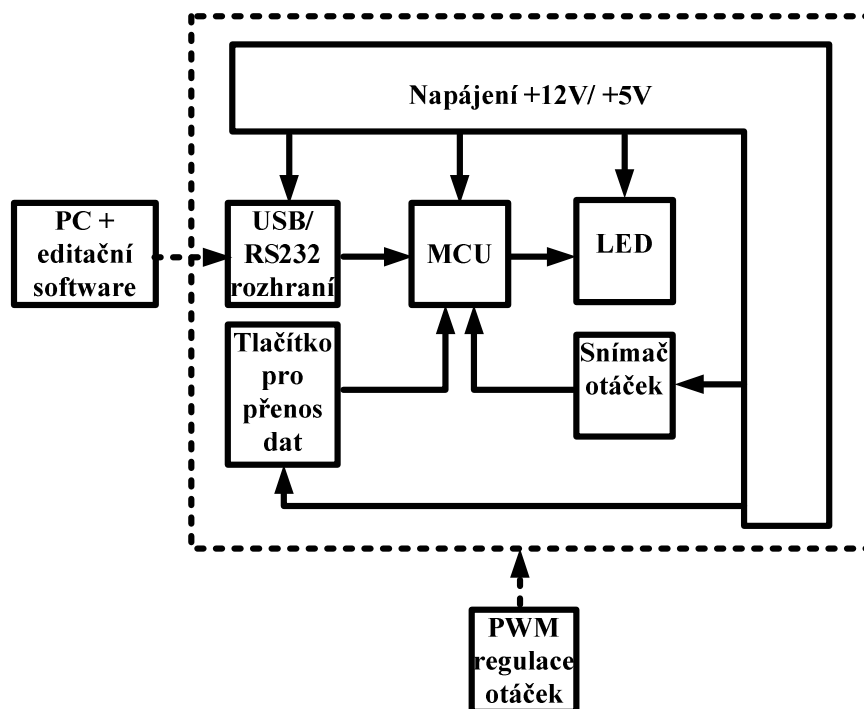 Napájení +12V/ +5V
PC +
editační
software
USB/
RS232
rozhraní
MCU
LED
Tlačítko
pro
přenos
dat
Snímač
otáček
PWM
regulace
otáček